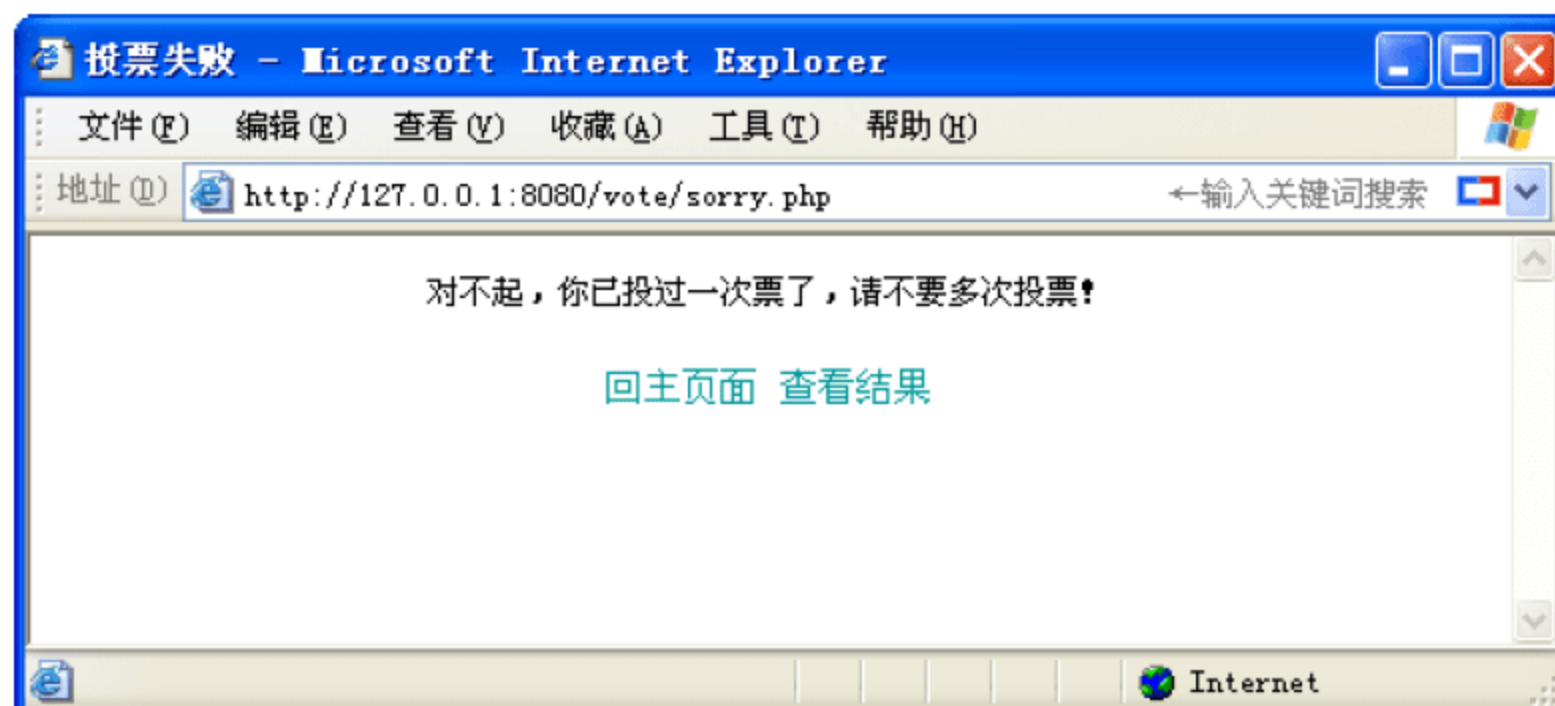 投票失败 - Microsoft Internet Explorer
文件(F) 编辑(E) 查看(V) 收藏(A) 工具(T) 帮助(H)
地址(D) http://127.0.0.1:8080/vote/sorry.php ←输入关键词搜索
对不起，你已投过一次票了，请不要多次投票！
回主页面 查看结果
Internet